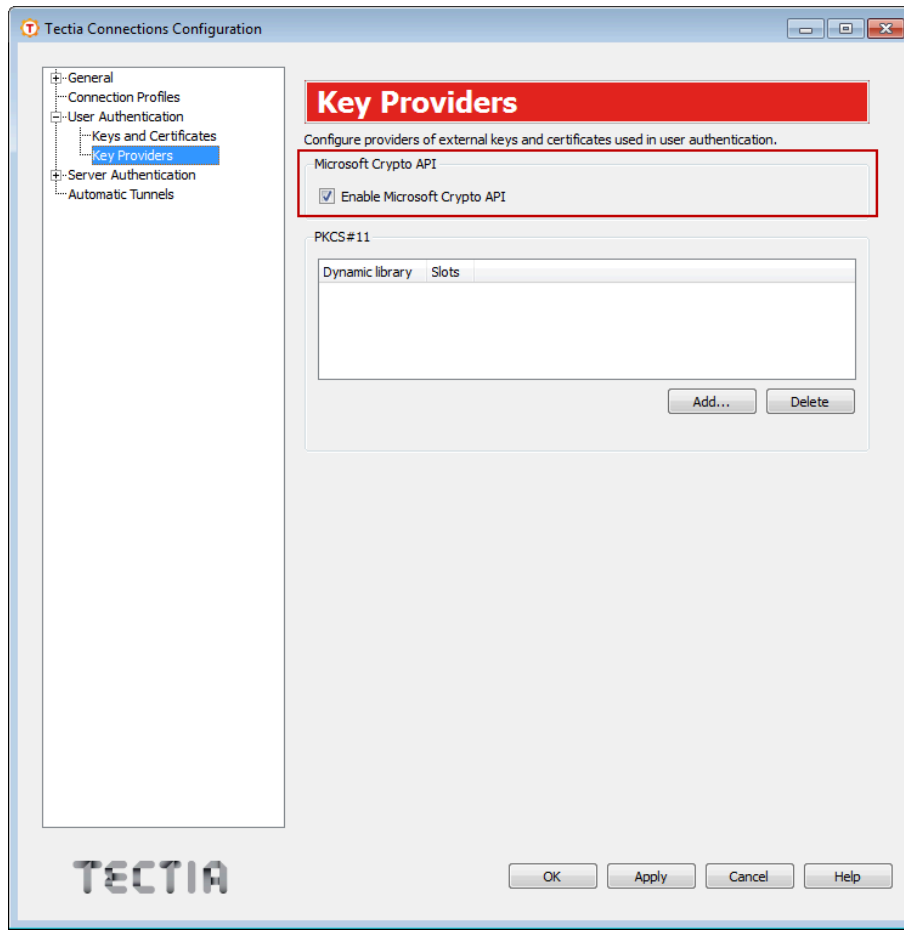 Tectia Connections Configuration
General
Connection Profiles
User Authentication
Keys and Certificates
Key Providers
Server Authentication
Automatic Tunnels
Key Providers
Configure providers of external keys and certificates used in user authentication.
Microsoft Crypto API
Enable Microsoft Crypto API
PKCS#11
Dynamic library Slots
Add... Delete
TECTIA
OK Apply Cancel Help